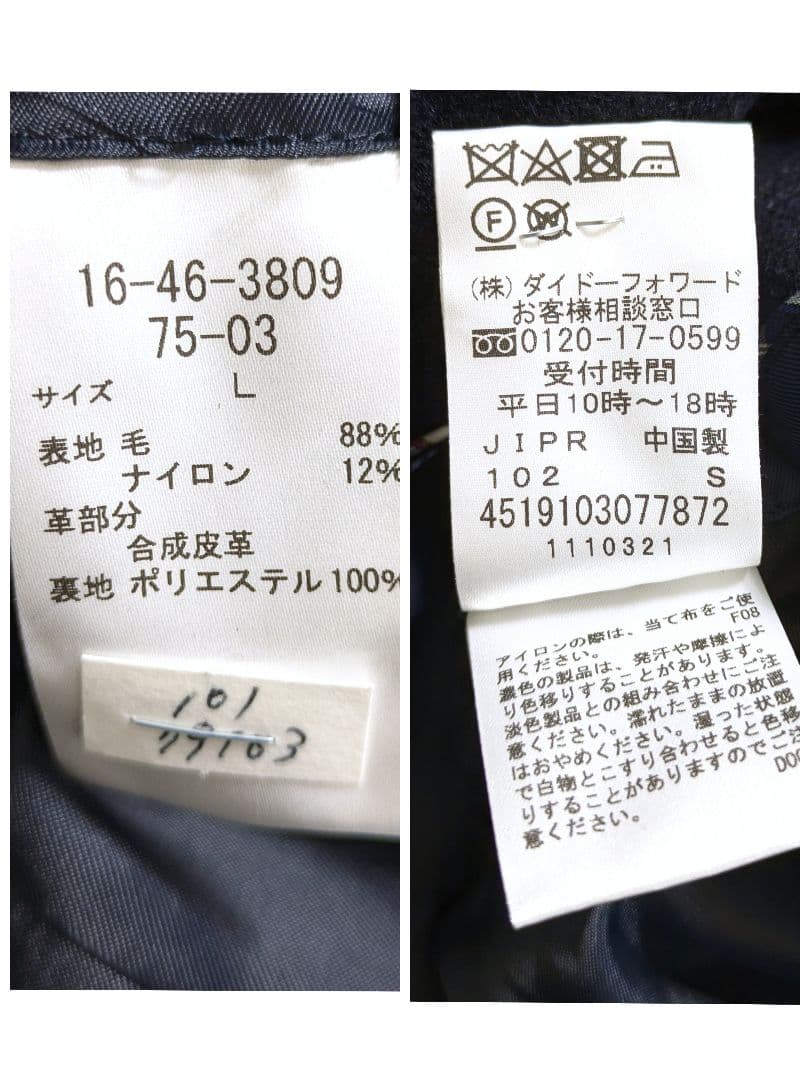 16-46-3809
75-03
サイズ L
表地 毛 88%
ナイロン 12%
革部分
合成皮革
裏地 ポリエステル 100%
101
F
W
(株) ダイドーフォワード
お客様相談窓口
0120-17-0599
受付時間
平日10時～18時
JIPR 中国製
102 S
4519103077872
1110321
アイロンの際は、当て布をご使
用ください。 F08
濃色の製品は、発汗や摩擦によ
り色移りすることがあります。
淡色製品との組み合わせにご注
意ください。濡れたままの放置
はおやめください。湿った状態
で白物とこすり合わせると色移
りすることがありますのでご注
意ください。